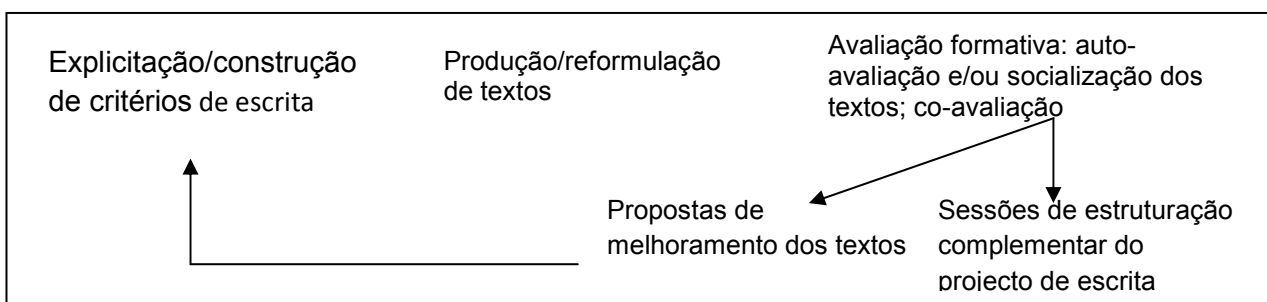 Explicitação/construção
de critérios de escrita
Produção/reformulação
de textos
Avaliação formativa: auto-
avaliação e/ou socialização dos
textos; co-avaliação
Propostas de
melhoramento dos textos
Sessões de estruturação
complementar do
projecto de escrita